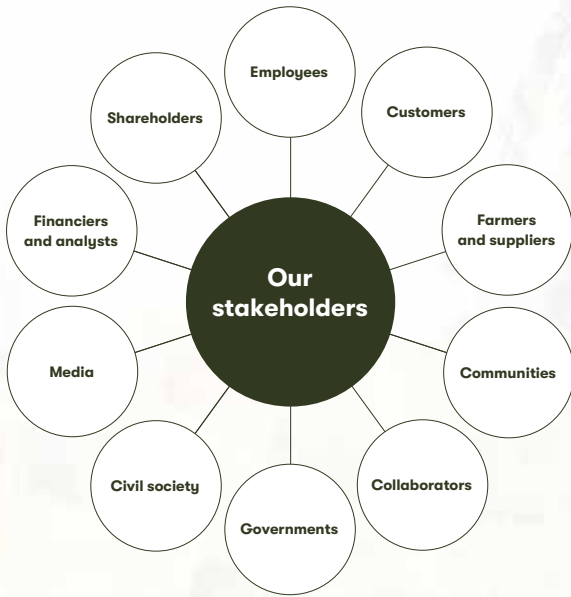 Employees
Shareholders
Customers
Financiers
and analysts
Farmers
and suppliers
Our
stakeholders
Media
Communities
Civil society
Collaborators
Governments